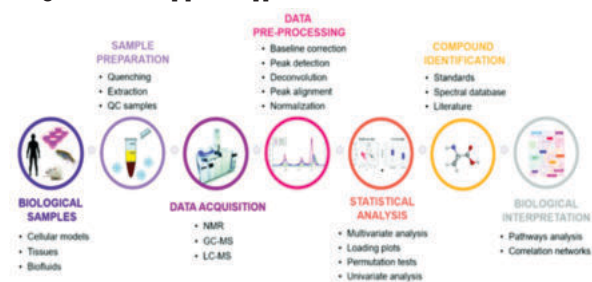 SAMPLE
PREPARATION
• Quenching
• Extraction
• QC samples
DATA
PRE-PROCESSING
• Baseline correction
• Peak detection
• Deconvolution
• Peak alignment
• Normalization
COMPOUND
IDENTIFICATION
• Standards
• Spectral database
• Literature
BIOLOGICAL
SAMPLES
• Cellular models
• Tissues
• Biofluids
DATA ACQUISITION
• NMR
• GC-MS
• LC-MS
STATISTICAL
ANALYSIS
• Multivariate analysis
• Loading plots
• Permutation tests
• Univariate analysis
BIOLOGICAL
INTERPRETATION
• Pathways analysis
• Correlation networks